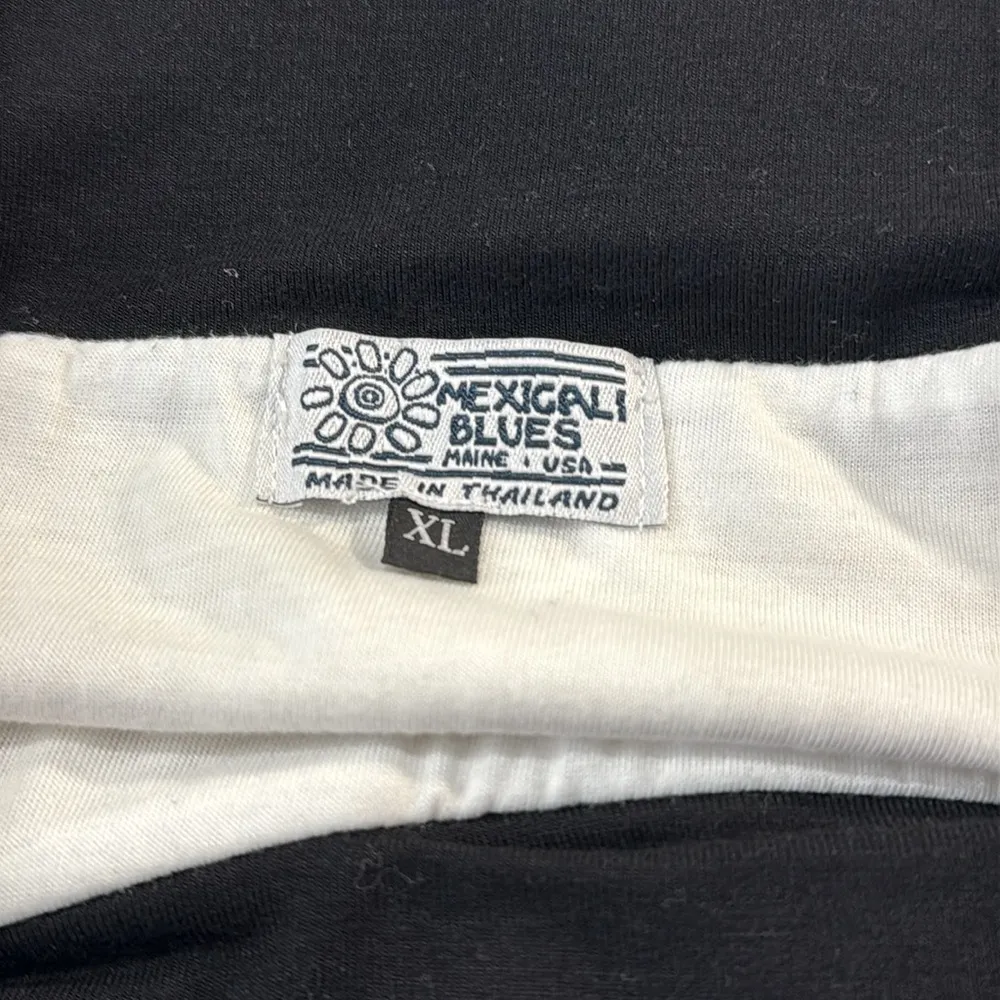 MEXICALI
BLUES
MAINE • USA
MADE IN THAILAND
XL